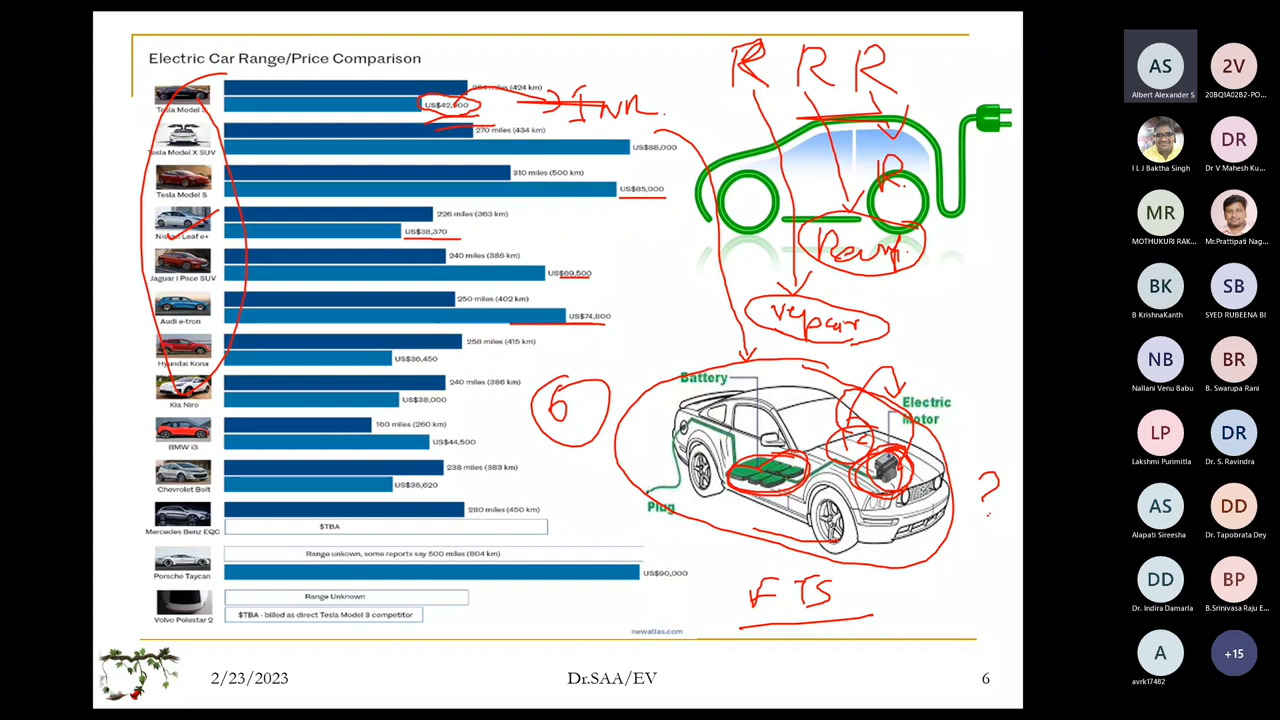 Electric Car Range/Price Comparison
miles (424 km)
Tesla Model
US$42,
270 miles (434 km)
Tesla Model X SUV
US$88,000
310 miles (500 km)
US$85,000
Tesla Model S
226 miles (363 km)
US$38,370
Nissan Leaf e+
240 miles (386 km)
US$69,500
Jaguar I Pace SUV
250 miles (402 km)
US$74,800
Audi e-tron
258 miles (415 km)
US$36,450
Hyundai Kona
240 miles (386 km)
US$38,000
Kia Niro
160 miles (260 km)
US$44,500
BMW i3
238 miles (383 km)
US$36,620
Chevrolet Bolt
280 miles (450 km)
$TBA
Mercedes Benz EQC
Range unkown, some reports say 500 miles (804 km)
US$90,000
Porsche Taycan
Range Unknown
$TBA - billed as direct Tesla Model 3 competitor
Volvo Polestar 2
newatlas.com
INR
R R R
R
repair
6
Battery
Electric
Motor
Plug
?
2/23/2023
Dr.SAA/EV
6
AS
Albert Alexander S
2V
20BQ1A02B2-PO...
I L J Baktha Singh
DR
Dr V Mahesh Ku...
MR
MOTHUKURI RAK...
Mr.Prattipati Nag...
BK
B KrishnaKanth
SB
SYED RUBEENA BI
NB
Nallani Venu Babu
BR
B. Swarupa Rani
LP
Lakshmi Purimitla
DR
Dr. S. Ravindra
AS
Alapati Sireesha
DD
Dr. Tapobrata Dey
DD
Dr. Indira Damarla
BP
B.Srinivasa Raju E...
A
avrk17482
+15